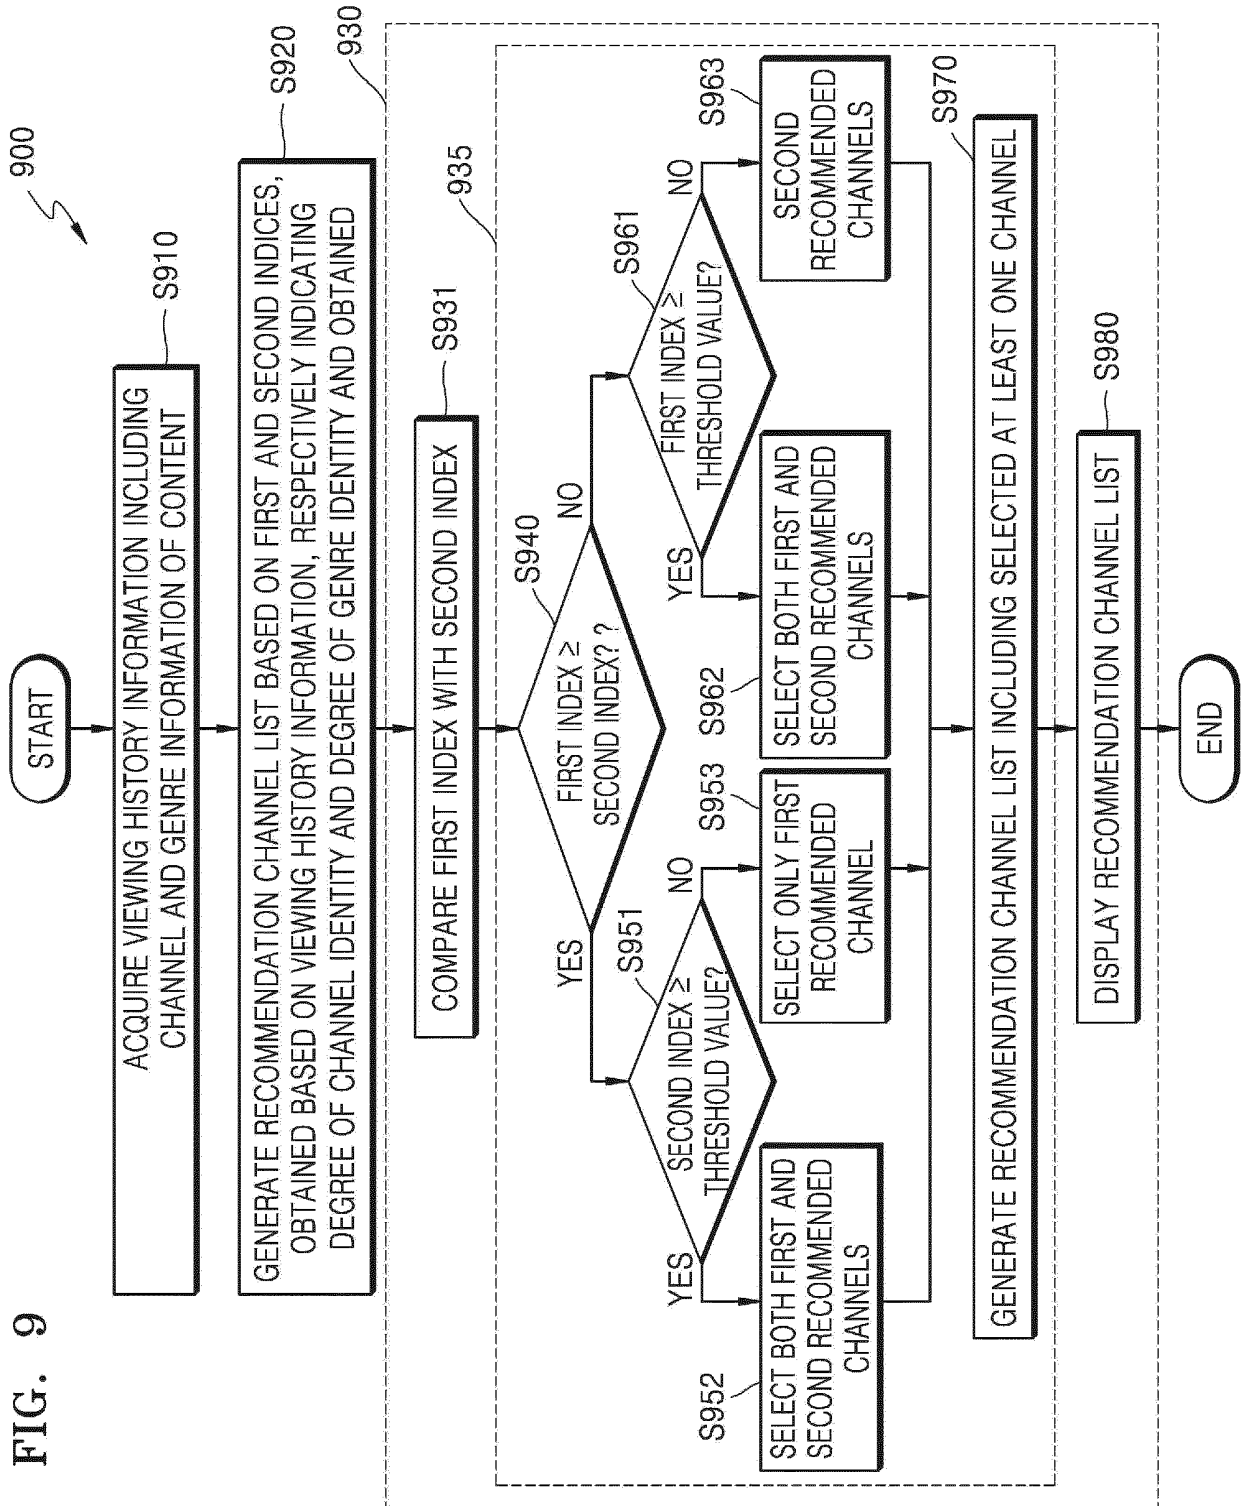 FIG. 9
900
START
ACQUIRE VIEWING HISTORY INFORMATION INCLUDING
CHANNEL AND GENRE INFORMATION OF CONTENT
S910
GENERATE RECOMMENDATION CHANNEL LIST BASED ON FIRST AND SECOND INDICES,
OBTAINED BASED ON VIEWING HISTORY INFORMATION, RESPECTIVELY INDICATING
DEGREE OF CHANNEL IDENTITY AND DEGREE OF GENRE IDENTITY AND OBTAINED
S920
930
COMPARE FIRST INDEX WITH SECOND INDEX
S931
935
S940
FIRST INDEX ≥
SECOND INDEX? ?
YES
NO
S951
SECOND INDEX ≥
THRESHOLD VALUE?
YES
NO
S961
FIRST INDEX ≥
THRESHOLD VALUE?
YES
NO
S952
SELECT BOTH FIRST AND
SECOND RECOMMENDED
CHANNELS
S953
SELECT ONLY FIRST
RECOMMENDED
CHANNEL
S962
SELECT BOTH FIRST AND
SECOND RECOMMENDED
CHANNELS
S963
SECOND
RECOMMENDED
CHANNELS
S970
GENERATE RECOMMENDATION CHANNEL LIST INCLUDING SELECTED AT LEAST ONE CHANNEL
S980
DISPLAY RECOMMENDATION CHANNEL LIST
END